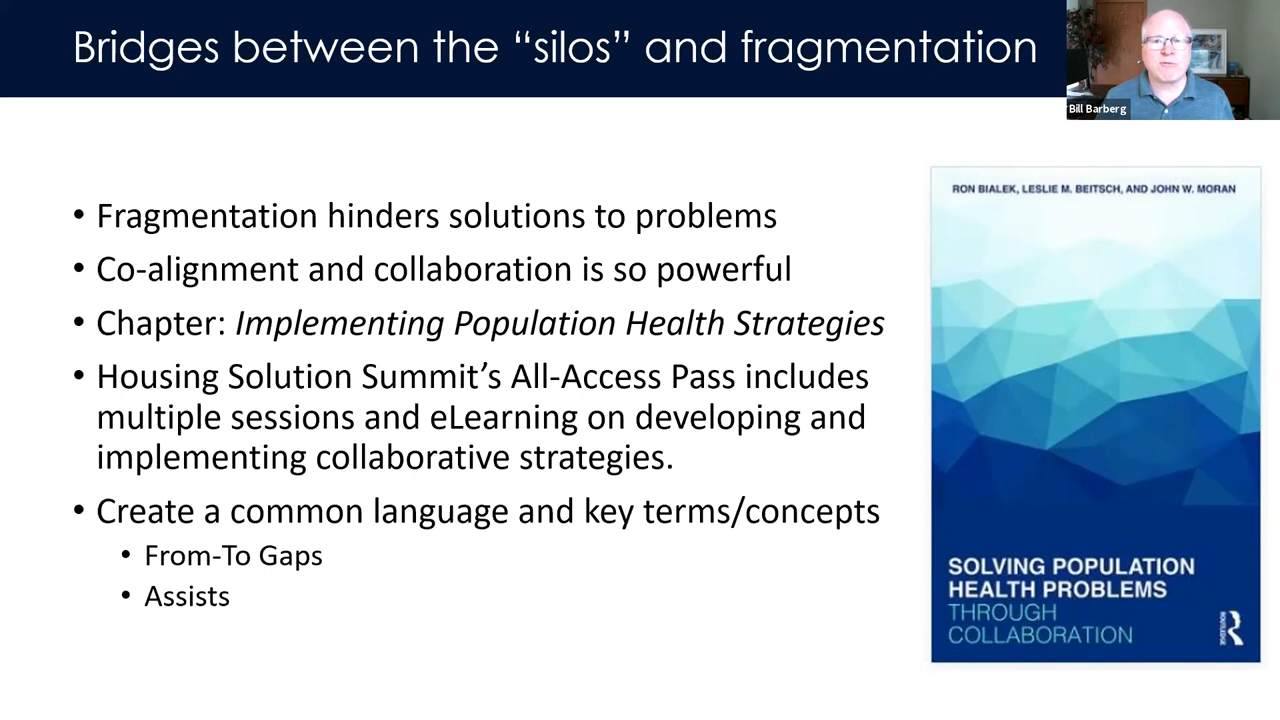 Bridges between the “silos” and fragmentation
Bill Barberg
• Fragmentation hinders solutions to problems
• Co-alignment and collaboration is so powerful
• Chapter: Implementing Population Health Strategies
• Housing Solution Summit’s All-Access Pass includes
multiple sessions and eLearning on developing and
implementing collaborative strategies.
• Create a common language and key terms/concepts
• From-To Gaps
• Assists
RON BIALEK, LESLIE M. BEITSCH, AND JOHN W. MORAN
SOLVING POPULATION
HEALTH PROBLEMS
THROUGH
COLLABORATION
ROUTLEDGE